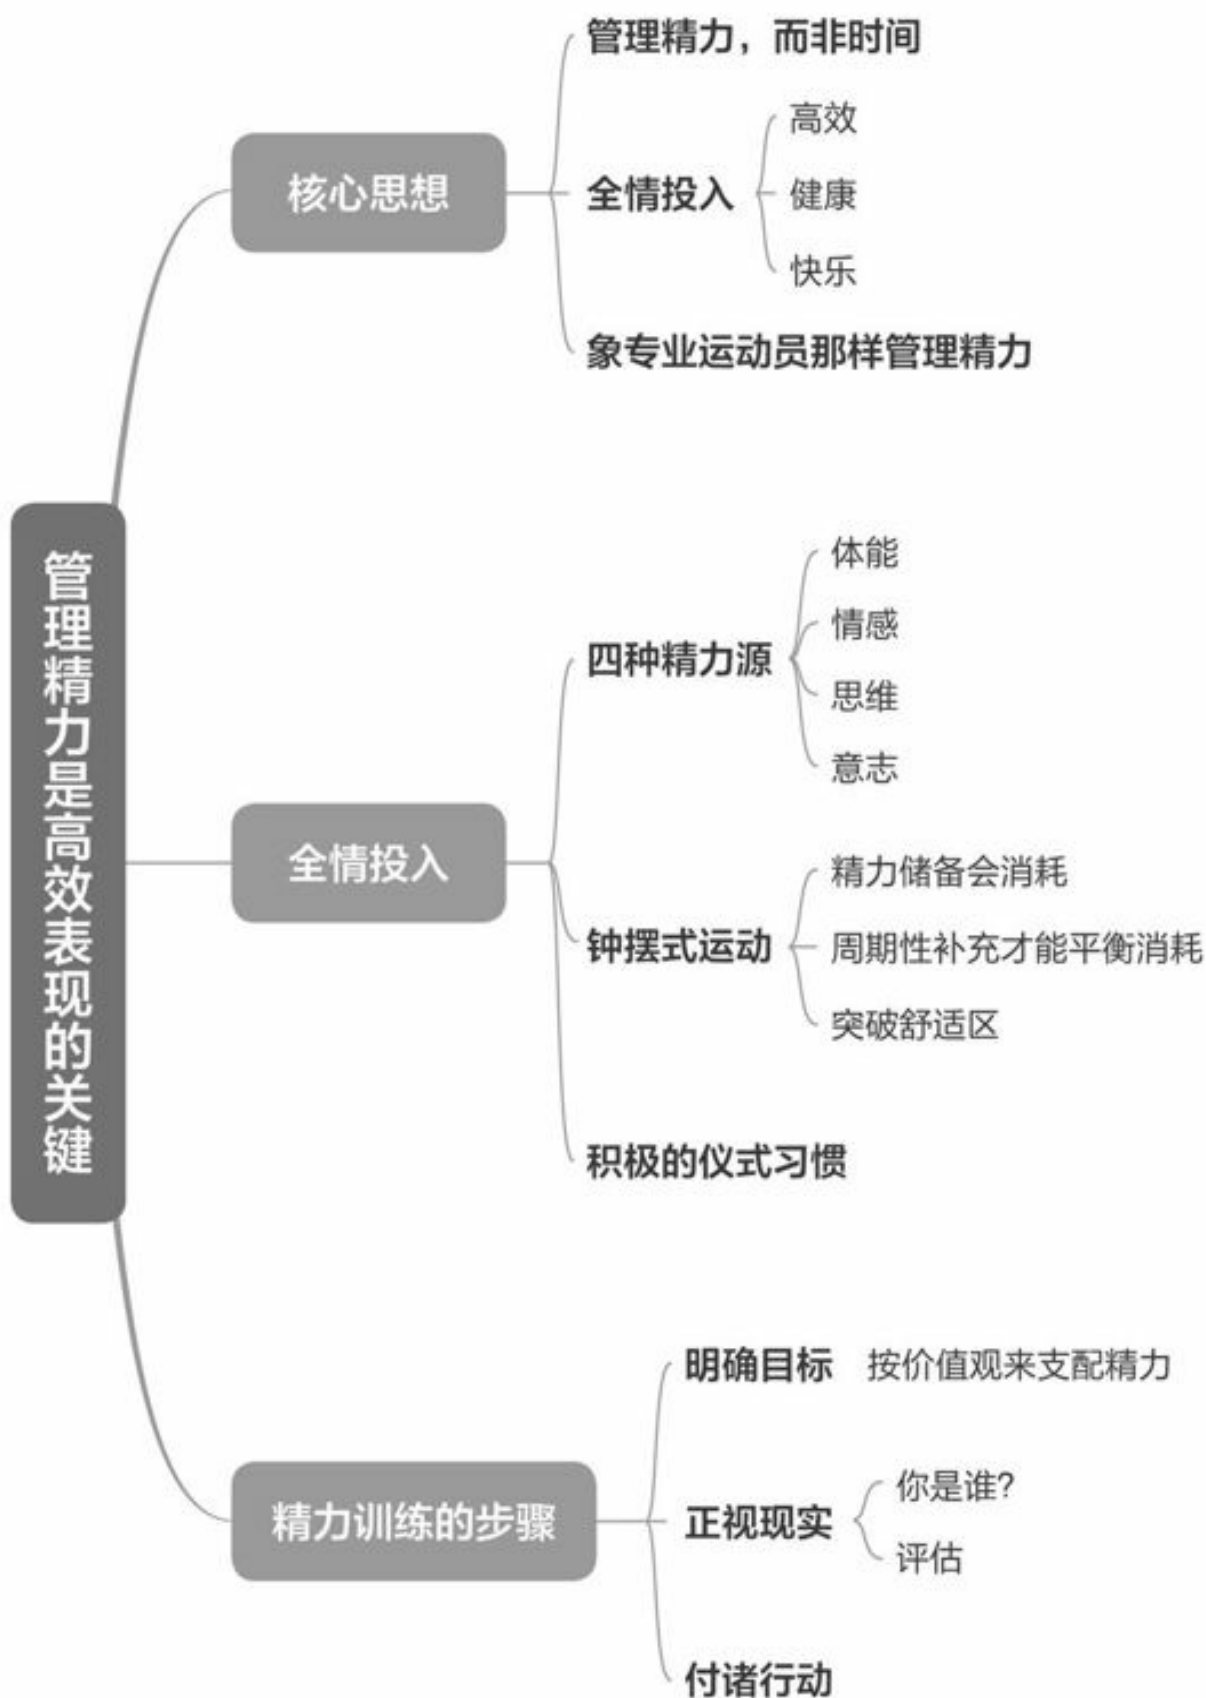 管理精力是高效表现的关键
核心思想
管理精力，而非时间
全情投入
高效
健康
快乐
象专业运动员那样管理精力
全情投入
四种精力源
体能
情感
思维
意志
钟摆式运动
精力储备会消耗
周期性补充才能平衡消耗
突破舒适区
积极的仪式习惯
精力训练的步骤
明确目标
按价值观来支配精力
正视现实
你是谁?
评估
付诸行动